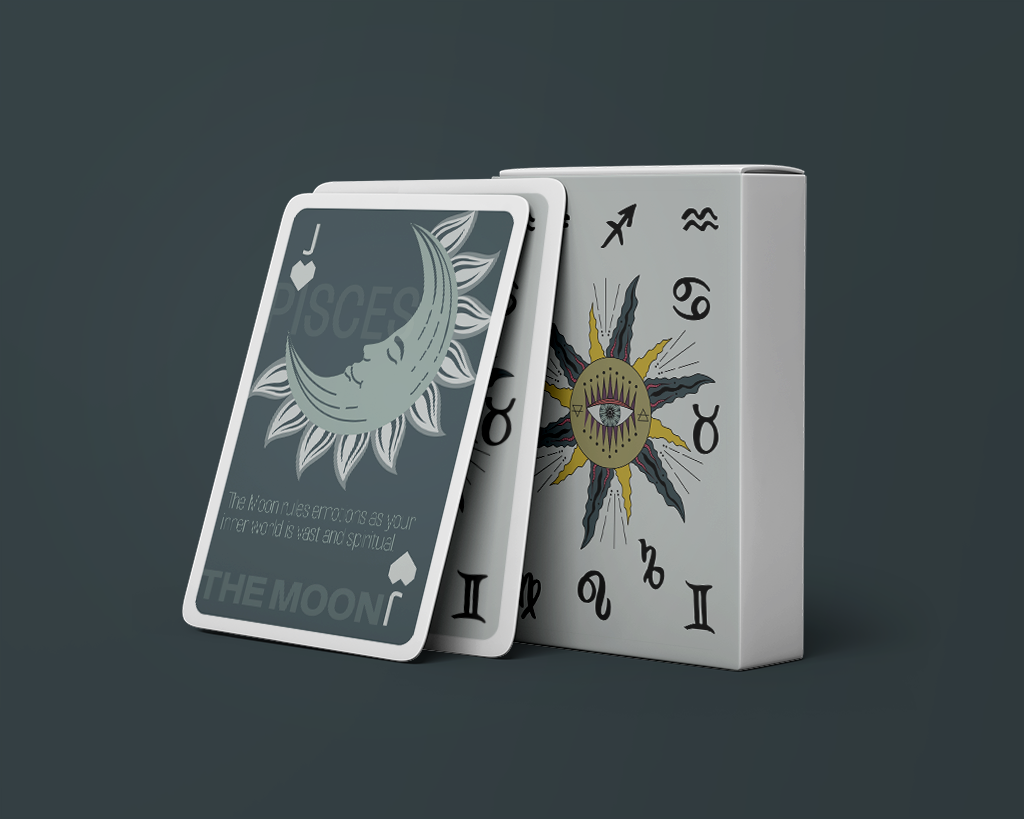 J
PISCES
The Moon rules emotions as your
inner world is vast and spiritual
THE MOON
J